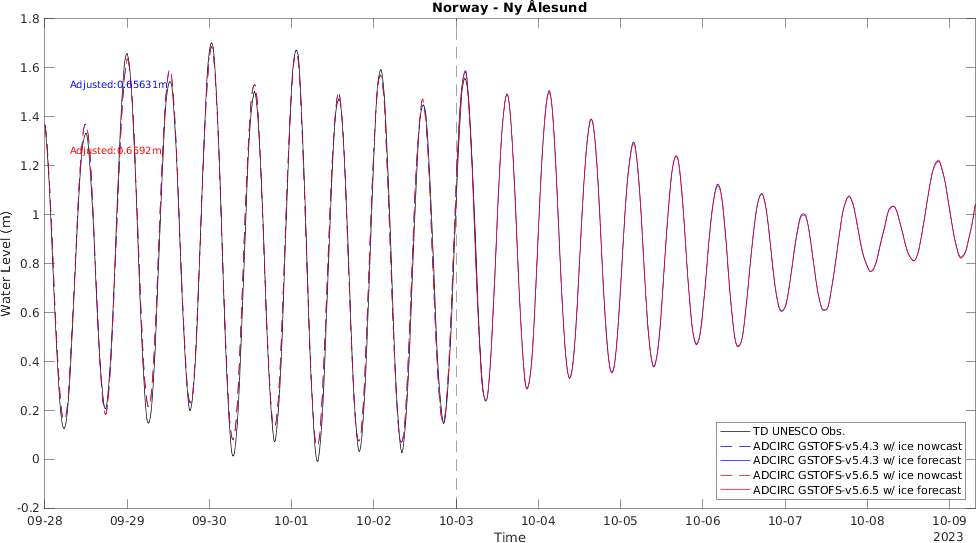 Norway - Ny Ålesund
1.8
1.6
1.4
1.2
1
0.8
0.6
0.4
0.2
0
-0.2
Water Level (m)
Adjusted:0.65631m
Adjusted:0.6592m
TD UNESCO Obs.
ADCIRC GSTOFS-v5.4.3 w/ ice nowcast
ADCIRC GSTOFS-v5.4.3 w/ ice forecast
ADCIRC GSTOFS-v5.6.5 w/ ice nowcast
ADCIRC GSTOFS-v5.6.5 w/ ice forecast
09-28 09-29 09-30 10-01 10-02 10-03 10-04 10-05 10-06 10-07 10-08 10-09
Time
2023